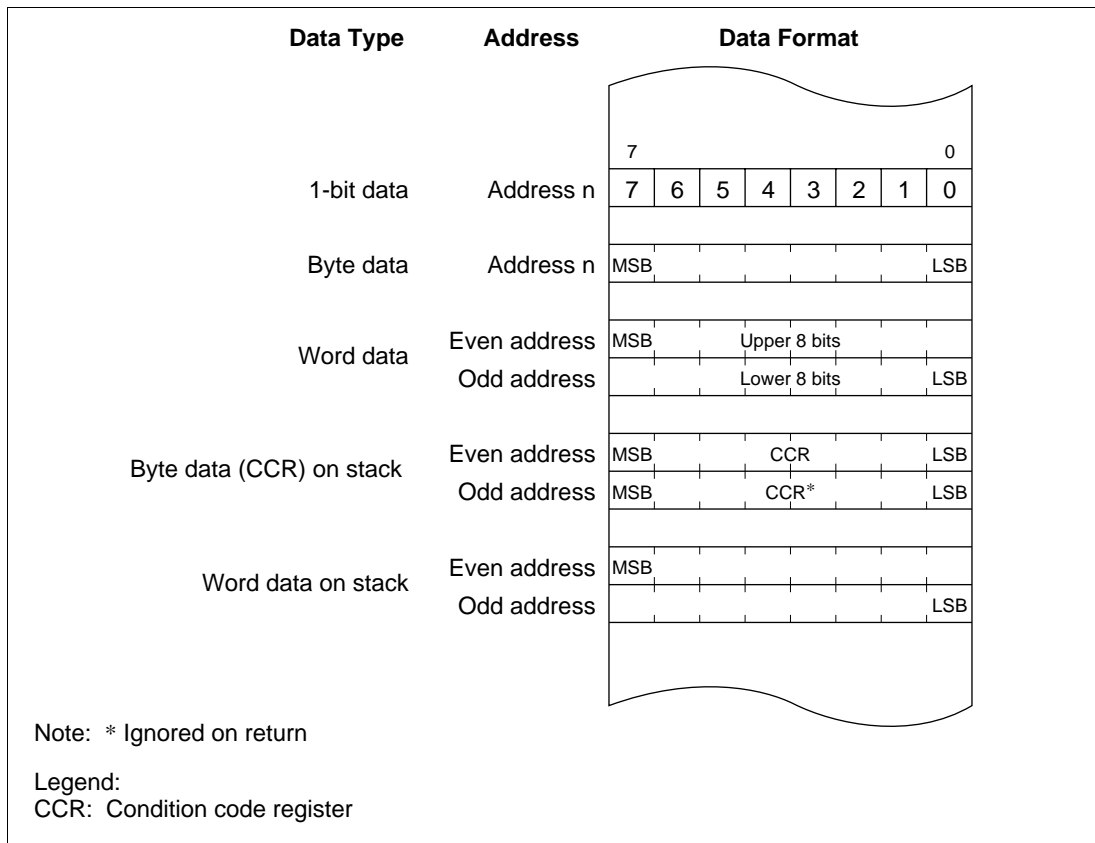 Data Type Address Data Format
7 0
1-bit data Address n 7 6 5 4 3 2 1 0
Byte data Address n MSB LSB
Word data
Even address MSB Upper 8 bits
Odd address Lower 8 bits LSB
Byte data (CCR) on stack
Even address MSB CCR LSB
Odd address MSB CCR* LSB
Word data on stack
Even address MSB
Odd address LSB
Note: * Ignored on return
Legend:
CCR: Condition code register